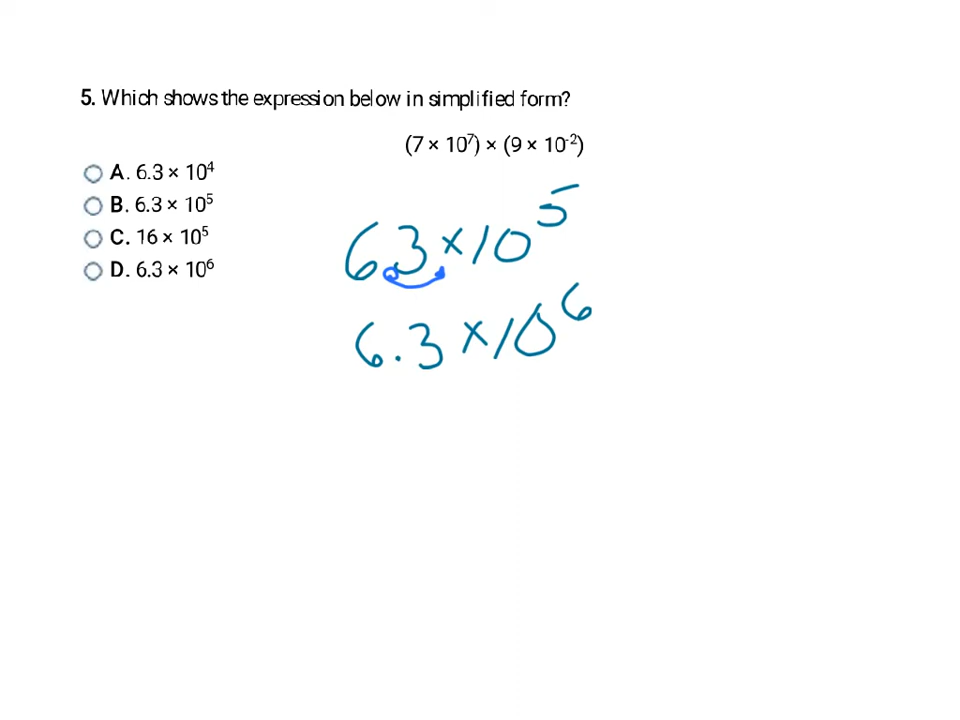 5. Which shows the expression below in simplified form?
(7 × 10⁷) × (9 × 10⁻²)
A. 6.3 × 10⁴
B. 6.3 × 10⁵
C. 16 × 10⁵
D. 6.3 × 10⁶
63 × 10⁵
6.3 × 10⁶